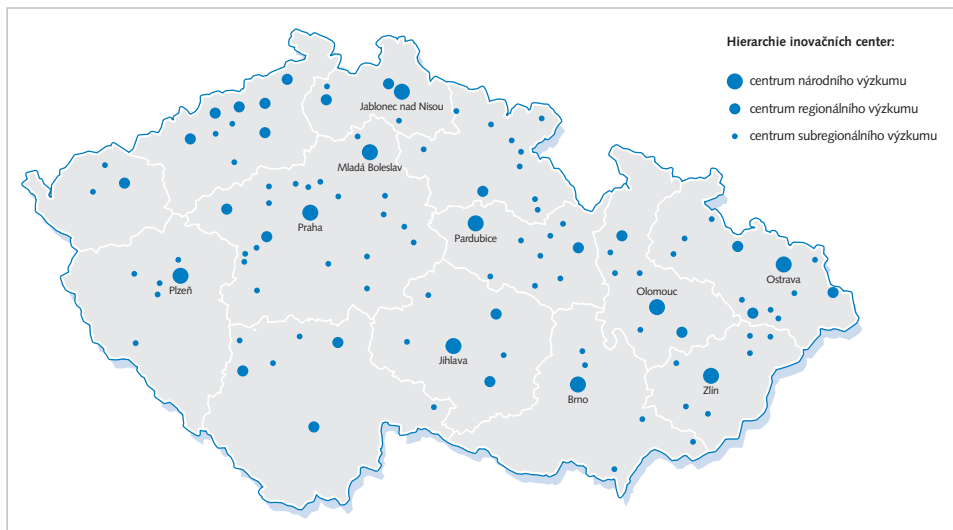 Hierarchie inovačních center:
centrum národního výzkumu
centrum regionálního výzkumu
centrum subregionálního výzkumu
Jablonec nad Nisou
Mladá Boleslav
Praha
Pardubice
Plzeň
Ostrava
Olomouc
Jihlava
Zlín
Brno